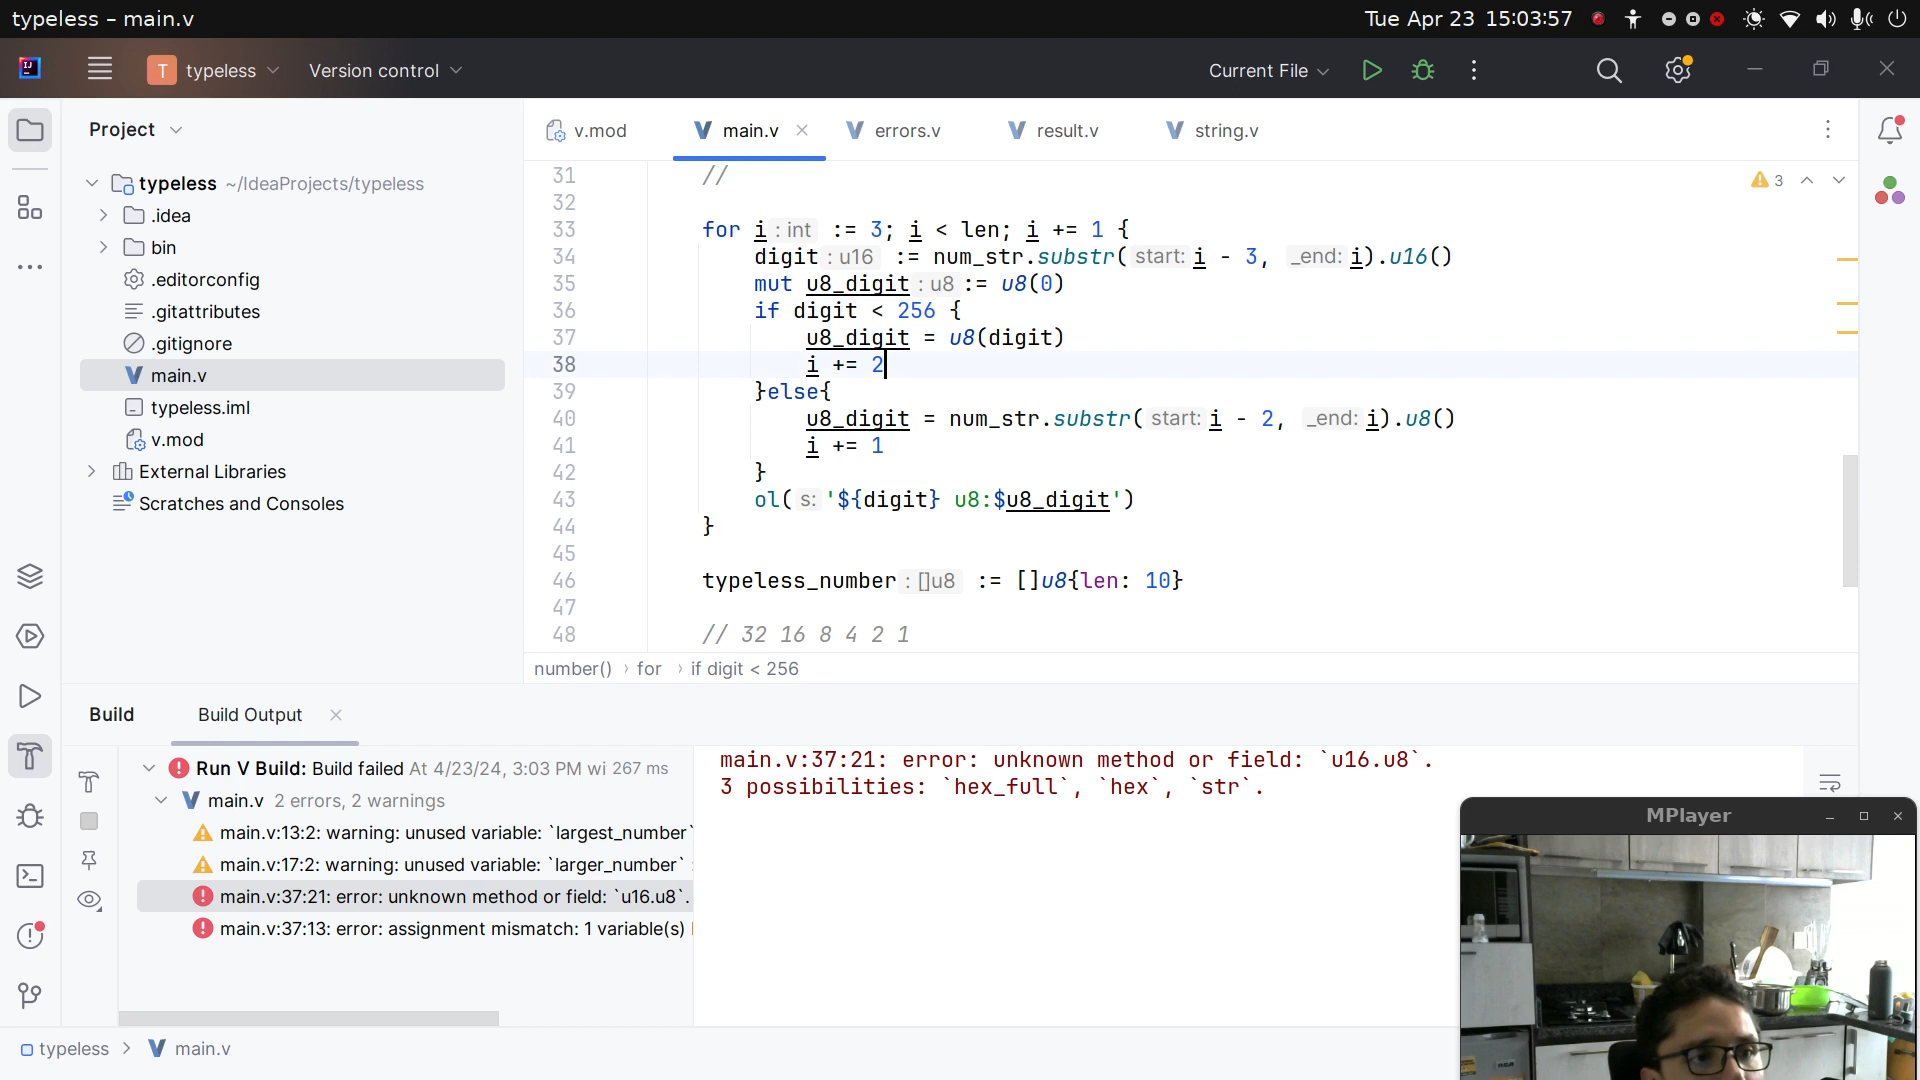 typeless – main.v
Tue Apr 23 15:03:57
T typeless
Version control
Current File
Project
v.mod
main.v
errors.v
result.v
string.v
typeless ~/IdeaProjects/typeless
.idea
bin
.editorconfig
.gitattributes
.gitignore
main.v
typeless.iml
v.mod
External Libraries
Scratches and Consoles
3
31 //
32
33 for i : int := 3; i < len; i += 1 {
34 digit : u16 := num_str.substr( start: i - 3, _end: i).u16()
35 mut u8_digit : u8 := u8(0)
36 if digit < 256 {
37 u8_digit = u8(digit)
38 i += 2
39 }else{
40 u8_digit = num_str.substr( start: i - 2, _end: i).u8()
41 i += 1
42 }
43 ol( s: '${digit} u8:$u8_digit')
44 }
45
46 typeless_number : []u8 := []u8{len: 10}
47
48 // 32 16 8 4 2 1
number() › for › if digit < 256
Build
Build Output
Run V Build: Build failed At 4/23/24, 3:03 PM wi 267 ms
main.v 2 errors, 2 warnings
main.v:13:2: warning: unused variable: `largest_number`
main.v:17:2: warning: unused variable: `larger_number`
main.v:37:21: error: unknown method or field: `u16.u8`.
main.v:37:13: error: assignment mismatch: 1 variable(s)
main.v:37:21: error: unknown method or field: `u16.u8`.
3 possibilities: `hex_full`, `hex`, `str`.
MPlayer
typeless > main.v